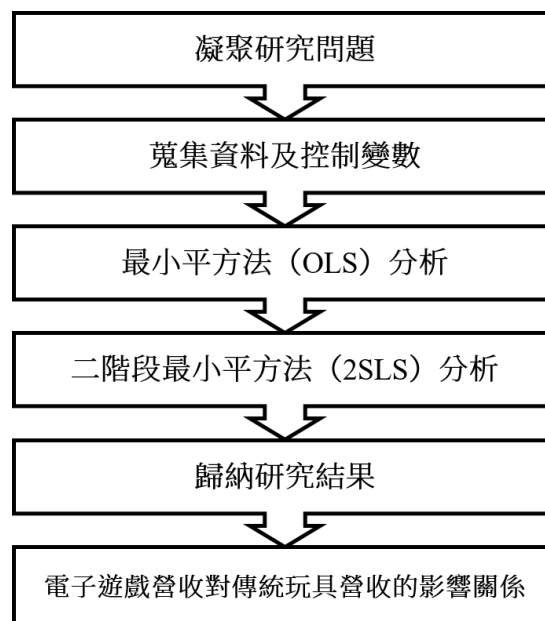 凝聚研究問題
蒐集資料及控制變數
最小平方法（OLS）分析
二階段最小平方法（2SLS）分析
歸納研究結果
電子遊戲營收對傳統玩具營收的影響關係